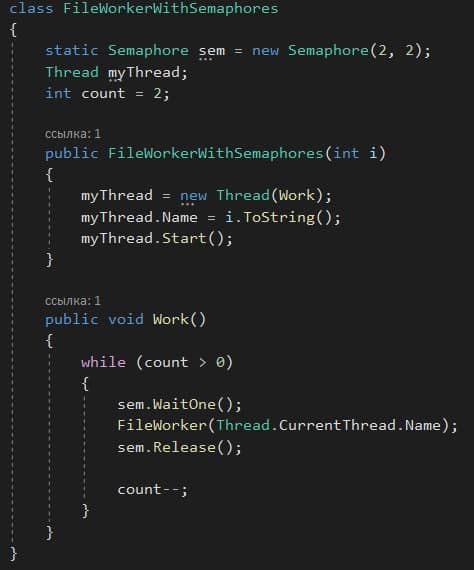 class FileWorkerWithSemaphores
{
static Semaphore sem = new Semaphore(2, 2);
Thread myThread;
int count = 2;
ссылка: 1
public FileWorkerWithSemaphores(int i)
{
myThread = new Thread(Work);
myThread.Name = i.ToString();
myThread.Start();
}
ссылка: 1
public void Work()
{
while (count > 0)
{
sem.WaitOne();
FileWorker(Thread.CurrentThread.Name);
sem.Release();
count--;
}
}
}